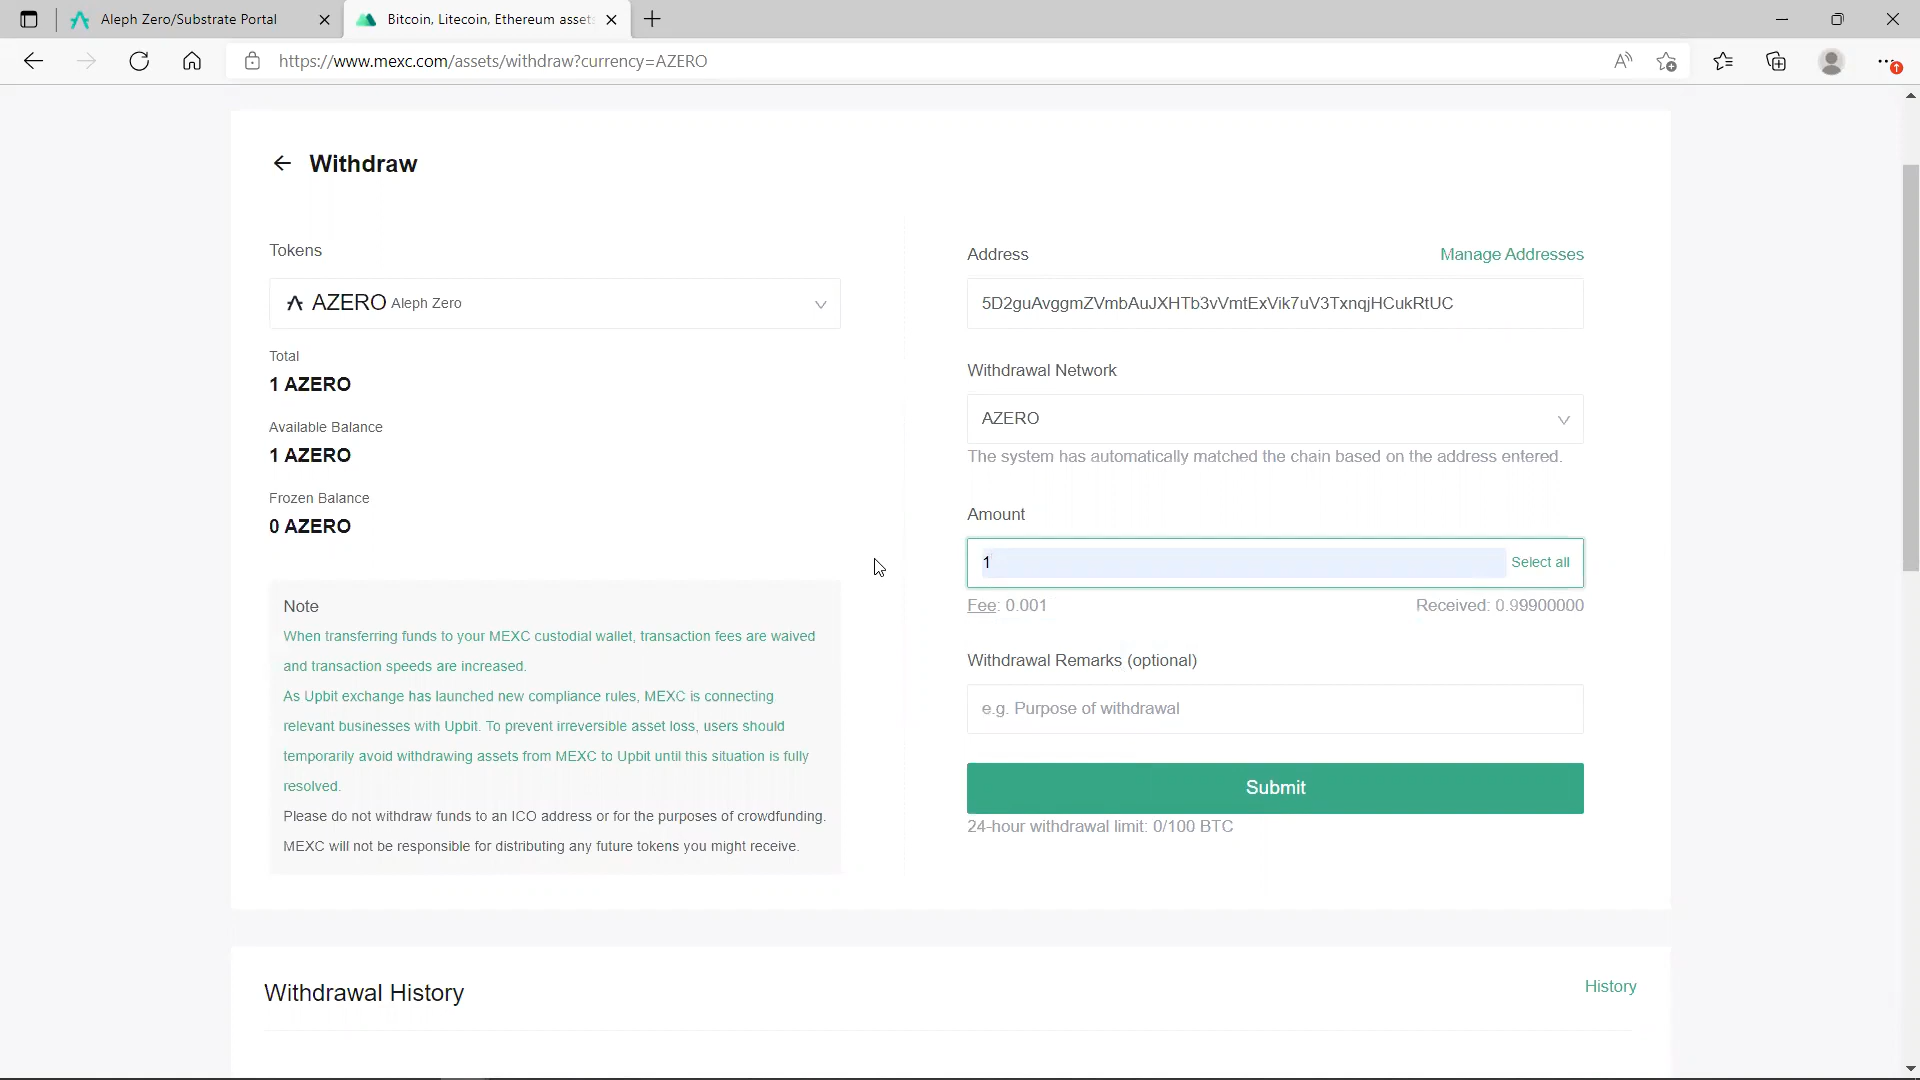 Aleph Zero/Substrate Portal
Bitcoin, Litecoin, Ethereum asset
https://www.mexc.com/assets/withdraw?currency=AZERO
Withdraw
Tokens
AZERO Aleph Zero
Total
1 AZERO
Available Balance
1 AZERO
Frozen Balance
0 AZERO
Note
When transferring funds to your MEXC custodial wallet, transaction fees are waived
and transaction speeds are increased.
As Upbit exchange has launched new compliance rules, MEXC is connecting
relevant businesses with Upbit. To prevent irreversible asset loss, users should
temporarily avoid withdrawing assets from MEXC to Upbit until this situation is fully
resolved.
Please do not withdraw funds to an ICO address or for the purposes of crowdfunding.
MEXC will not be responsible for distributing any future tokens you might receive.
Address
Manage Addresses
5D2guAvggmZVmbAuJXHTb3vVmtExVik7uV3TxnqjHCukRtUC
Withdrawal Network
AZERO
The system has automatically matched the chain based on the address entered.
Amount
1
Select all
Fee: 0.001
Received: 0.99900000
Withdrawal Remarks (optional)
e.g. Purpose of withdrawal
Submit
24-hour withdrawal limit: 0/100 BTC
Withdrawal History
History